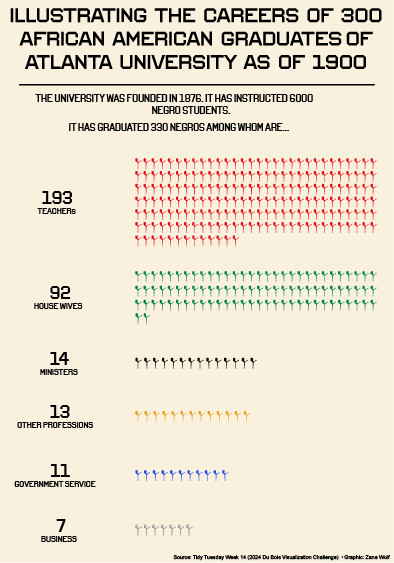 ILLUSTRATING THE CAREERS OF 300
AFRICAN AMERICAN GRADUATES OF
ATLANTA UNIVERSITY AS OF 1900
THE UNIVERSITY WAS FOUNDED IN 1876. IT HAS INSTRUCTED 6000
NEGRO STUDENTS.
IT HAS GRADUATED 330 NEGROS AMONG WHOM ARE...
193
TEACHERS
92
HOUSE WIVES
14
MINISTERS
13
OTHER PROFESSIONS
11
GOVERNMENT SERVICE
7
BUSINESS
Source: Tidy Tuesday Week 14 (2024 Du Bois Visualization Challenge) • Graphic: Zane Wolf